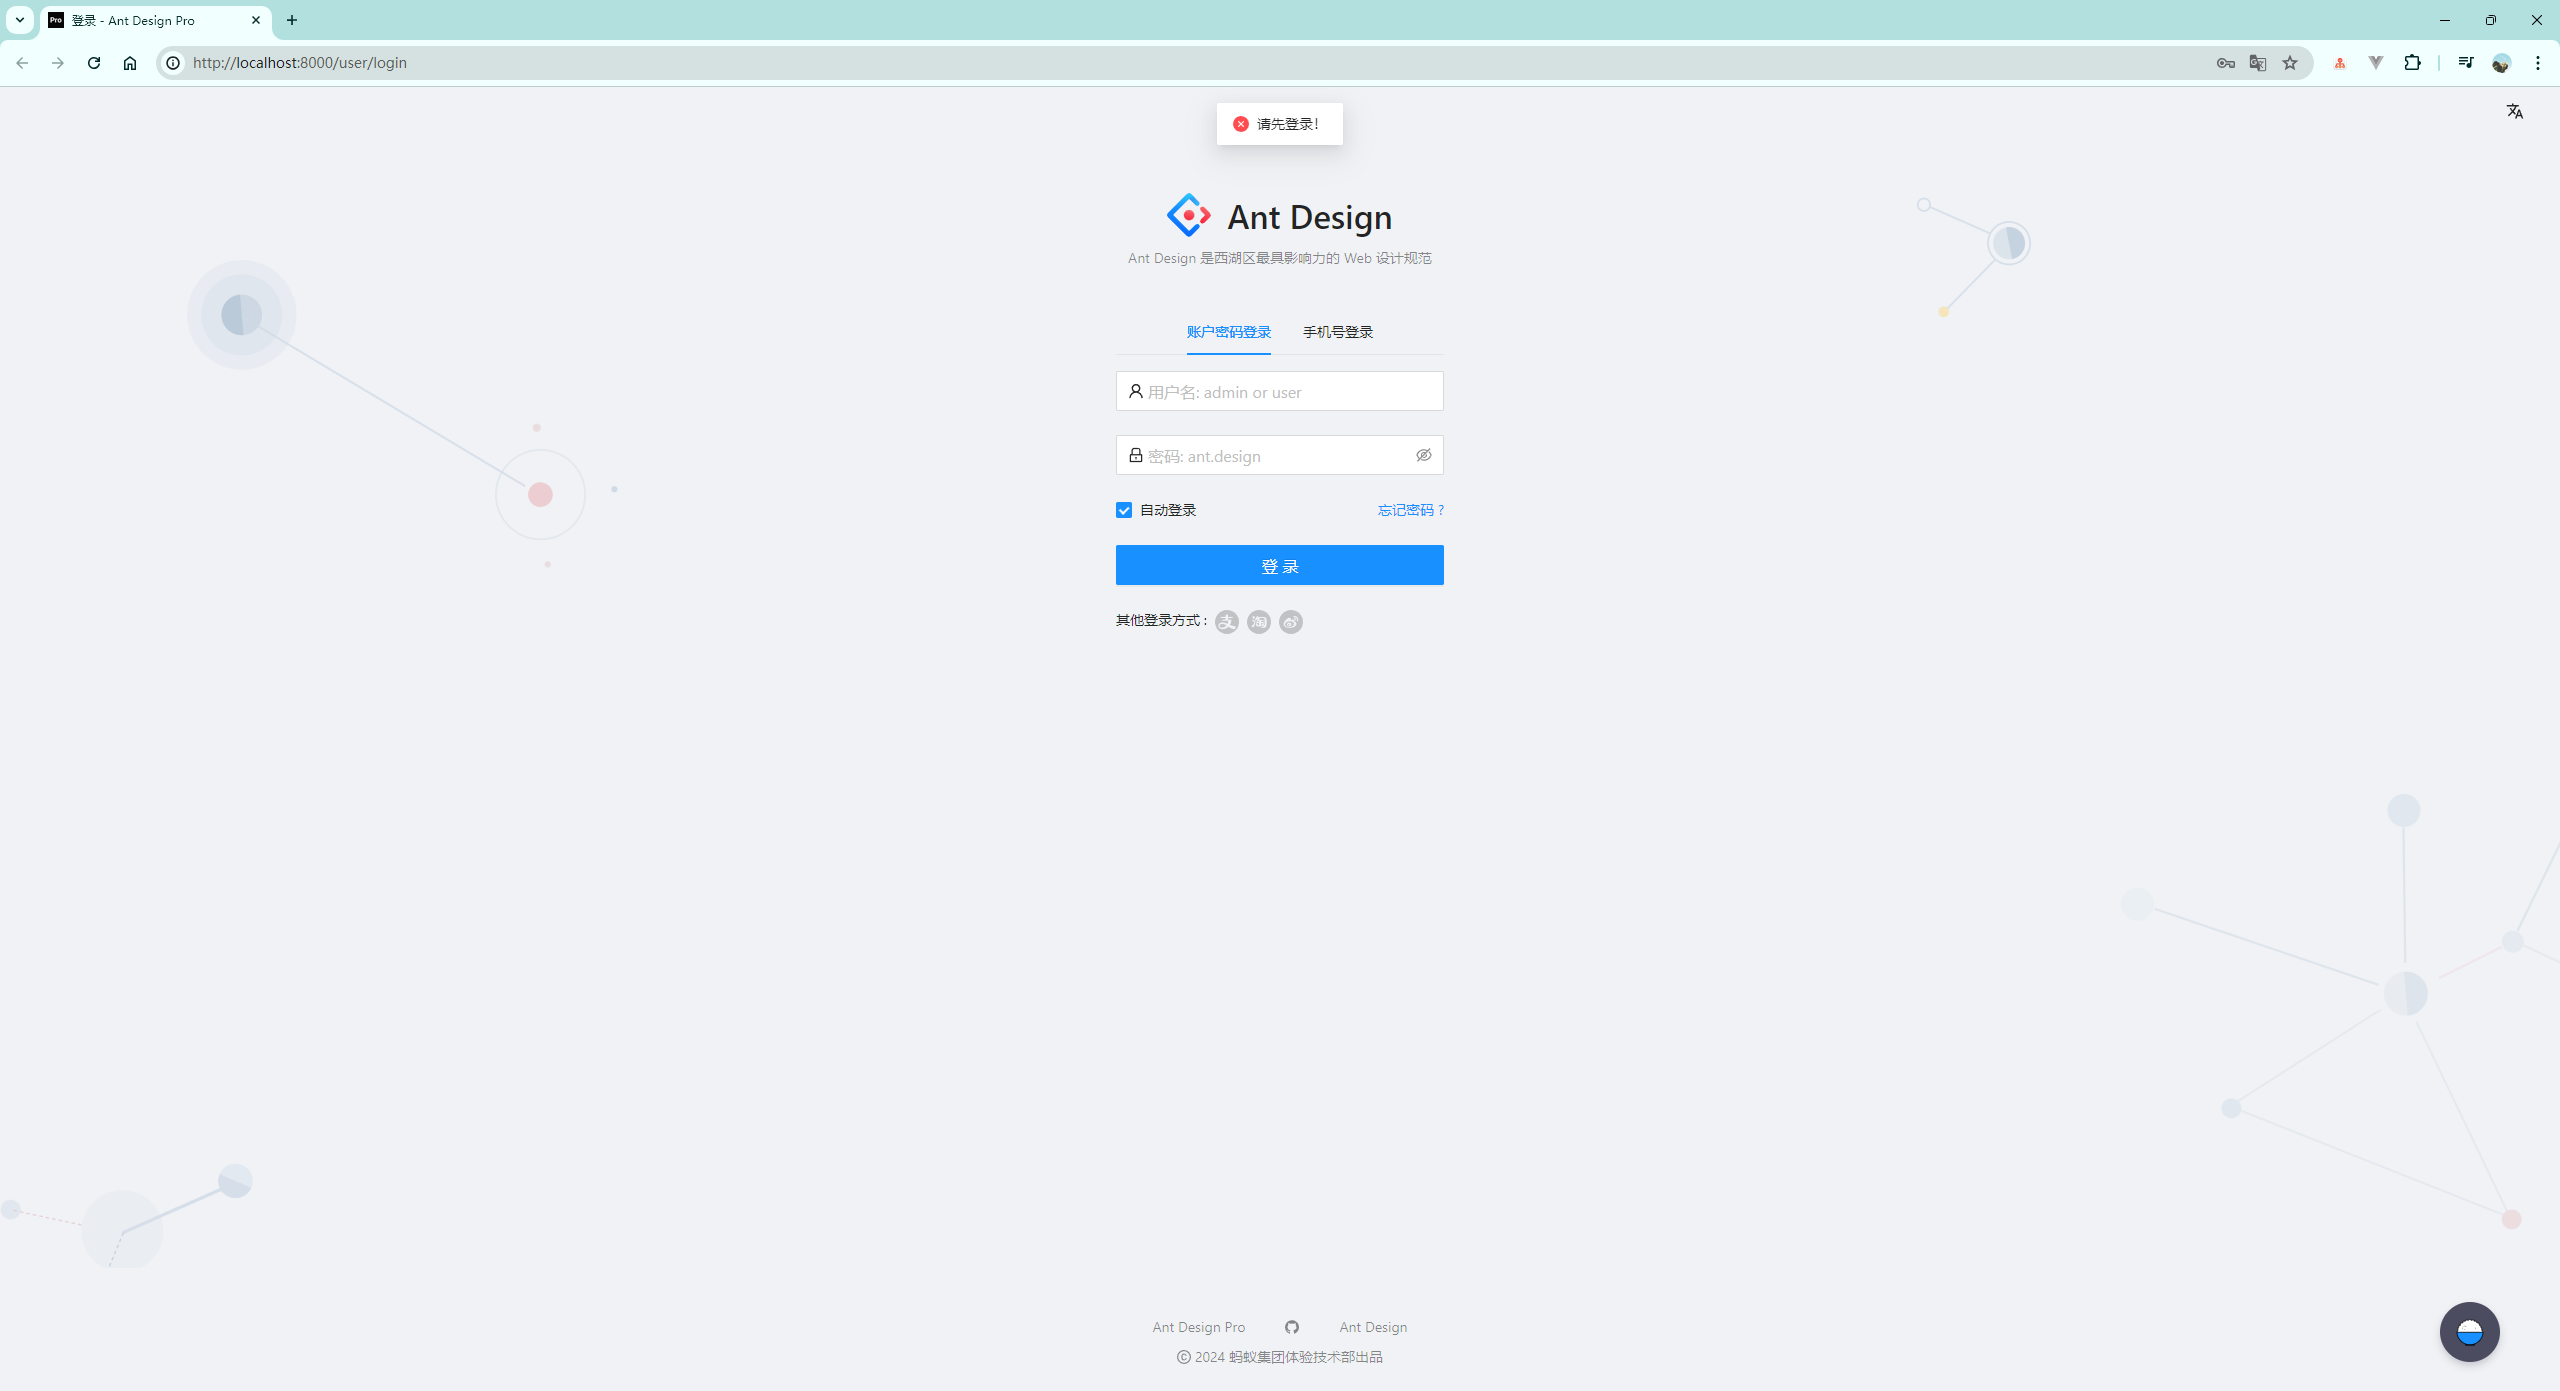 Pro 登录 - Ant Design Pro
http://localhost:8000/user/login
请先登录!
Ant Design
Ant Design 是西湖区最具影响力的 Web 设计规范
账户密码登录 手机号登录
用户名: admin or user
密码: ant.design
自动登录 忘记密码 ?
登 录
其他登录方式 : 支 淘
Ant Design Pro Ant Design
© 2024 蚂蚁集团体验技术部出品